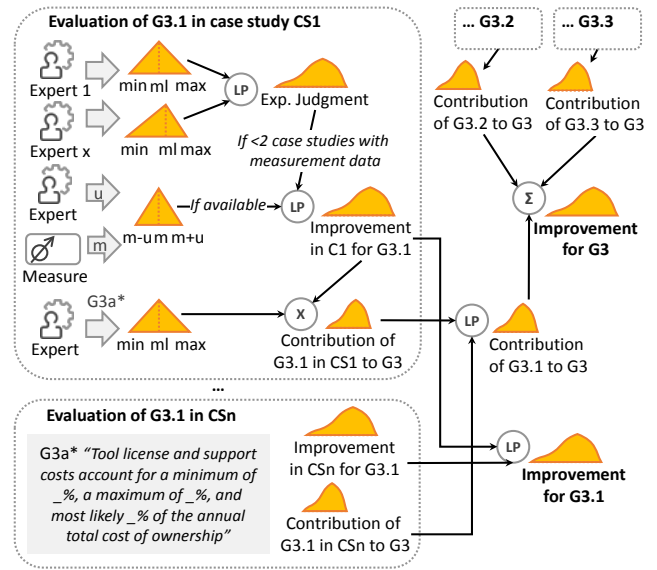 Evaluation of G3.1 in case study CS1
Expert 1
min ml max
LP
Exp. Judgment
Expert x
min ml max
If <2 case studies with
measurement data
Expert
u
If available
LP
m-u m m+u
Improvement
in C1 for G3.1
Measure
m
G3a*
Expert
min ml max
X
Contribution of
G3.1 in CS1 to G3
... G3.2
... G3.3
Contribution
of G3.2 to G3
Contribution
of G3.3 to G3
Σ
Improvement
for G3
LP
Contribution
of G3.1 to G3
...
Evaluation of G3.1 in CSn
G3a* “Tool license and support
costs account for a minimum of
_%, a maximum of _%, and
most likely _% of the annual
total cost of ownership”
Improvement
in CSn for G3.1
Contribution of
G3.1 in CSn to G3
LP
Improvement
for G3.1